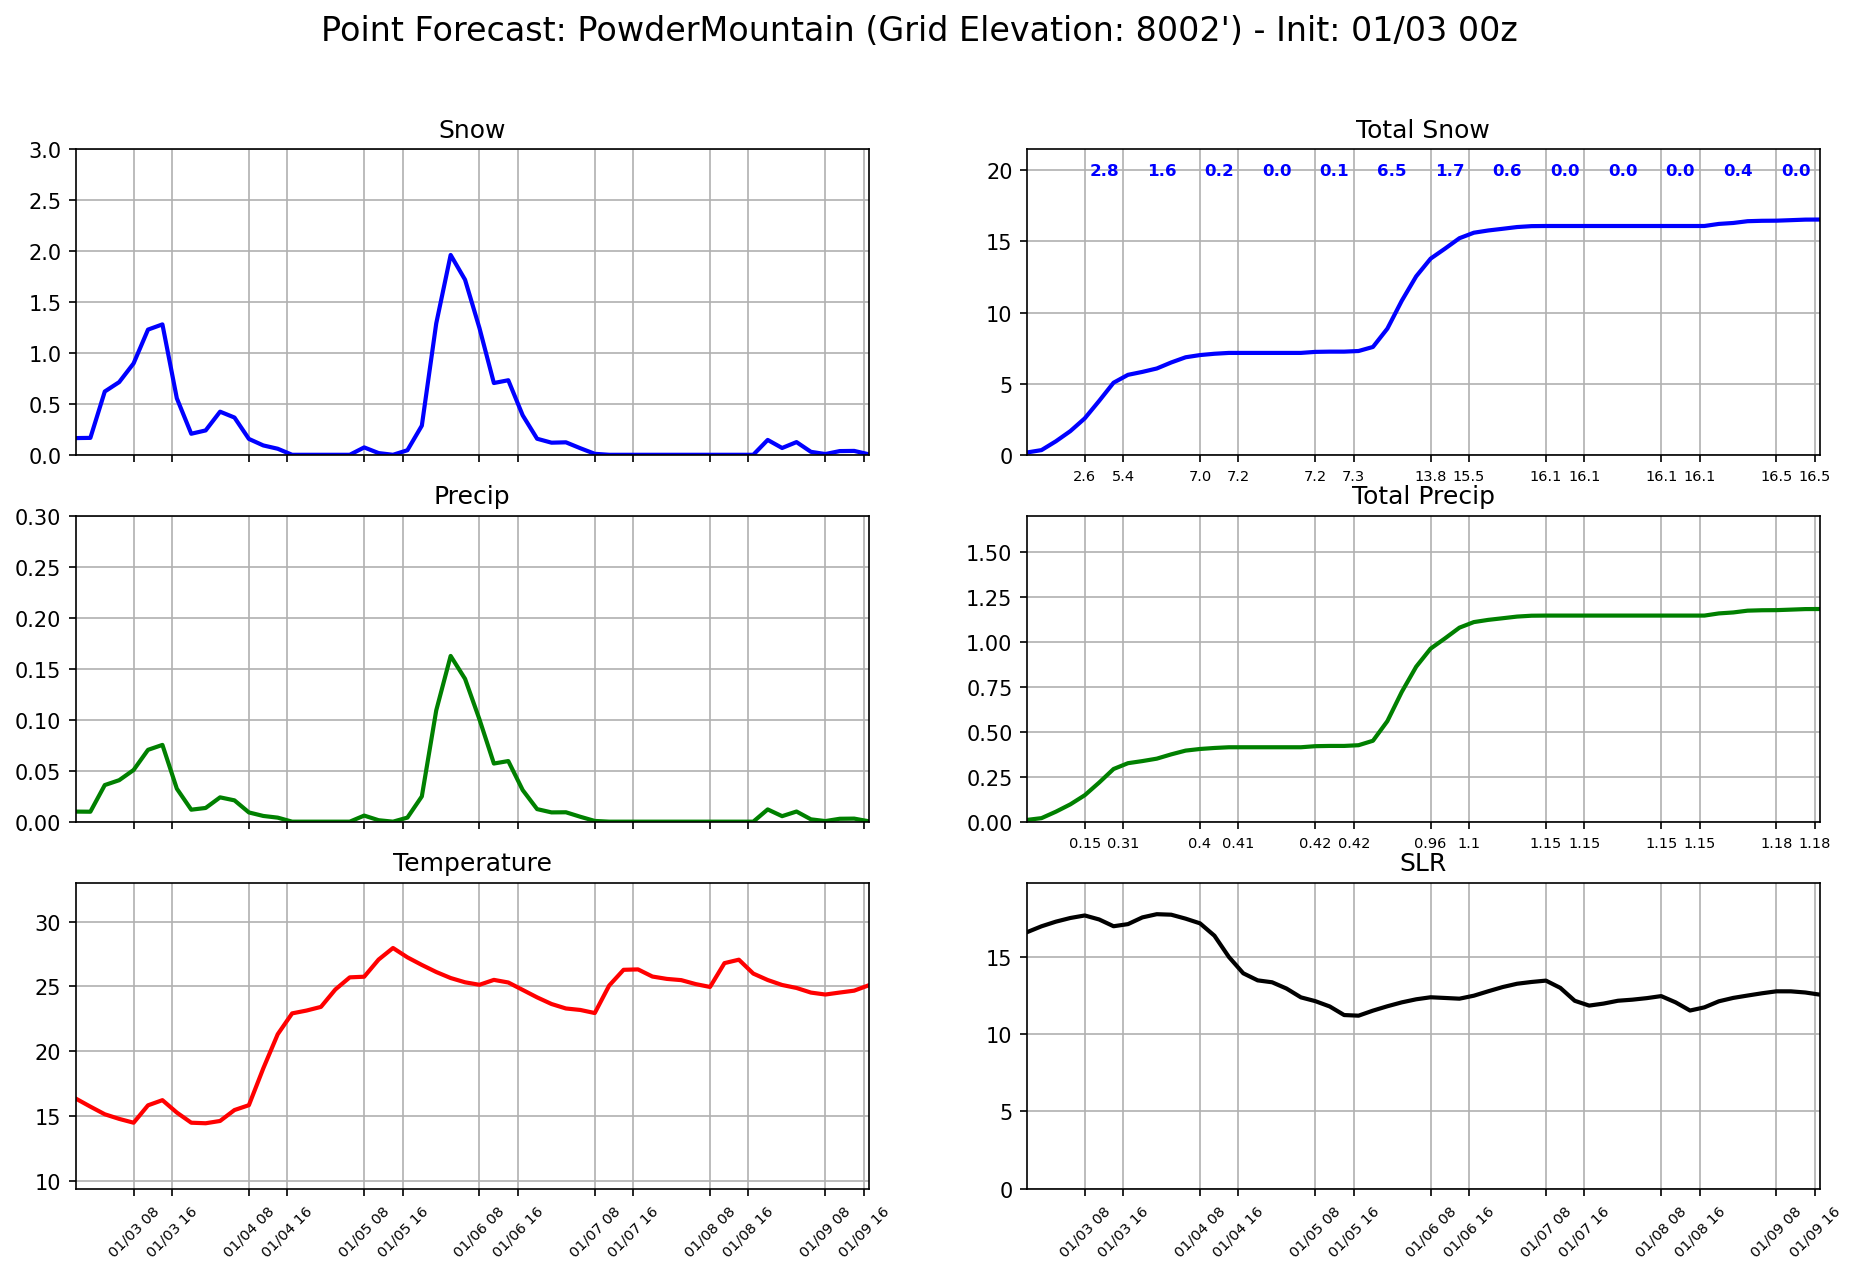 Point Forecast: PowderMountain (Grid Elevation: 8002') - Init: 01/03 00z
Snow
3.0
2.5
2.0
1.5
1.0
0.5
0.0
Total Snow
20
15
10
5
0
2.8 1.6 0.2 0.0 0.1 6.5 1.7 0.6 0.0 0.0 0.0 0.4 0.0
2.6 5.4 7.0 7.2 7.2 7.3 13.8 15.5 16.1 16.1 16.1 16.1 16.5 16.5
Precip
0.30
0.25
0.20
0.15
0.10
0.05
0.00
Total Precip
1.50
1.25
1.00
0.75
0.50
0.25
0.00
0.15 0.31 0.4 0.41 0.42 0.42 0.96 1.1 1.15 1.15 1.15 1.15 1.18 1.18
Temperature
30
25
20
15
10
01/03 08 01/03 16 01/04 08 01/04 16 01/05 08 01/05 16 01/06 08 01/06 16 01/07 08 01/07 16 01/08 08 01/08 16 01/09 08 01/09 16
SLR
15
10
5
0
01/03 08 01/03 16 01/04 08 01/04 16 01/05 08 01/05 16 01/06 08 01/06 16 01/07 08 01/07 16 01/08 08 01/08 16 01/09 08 01/09 16